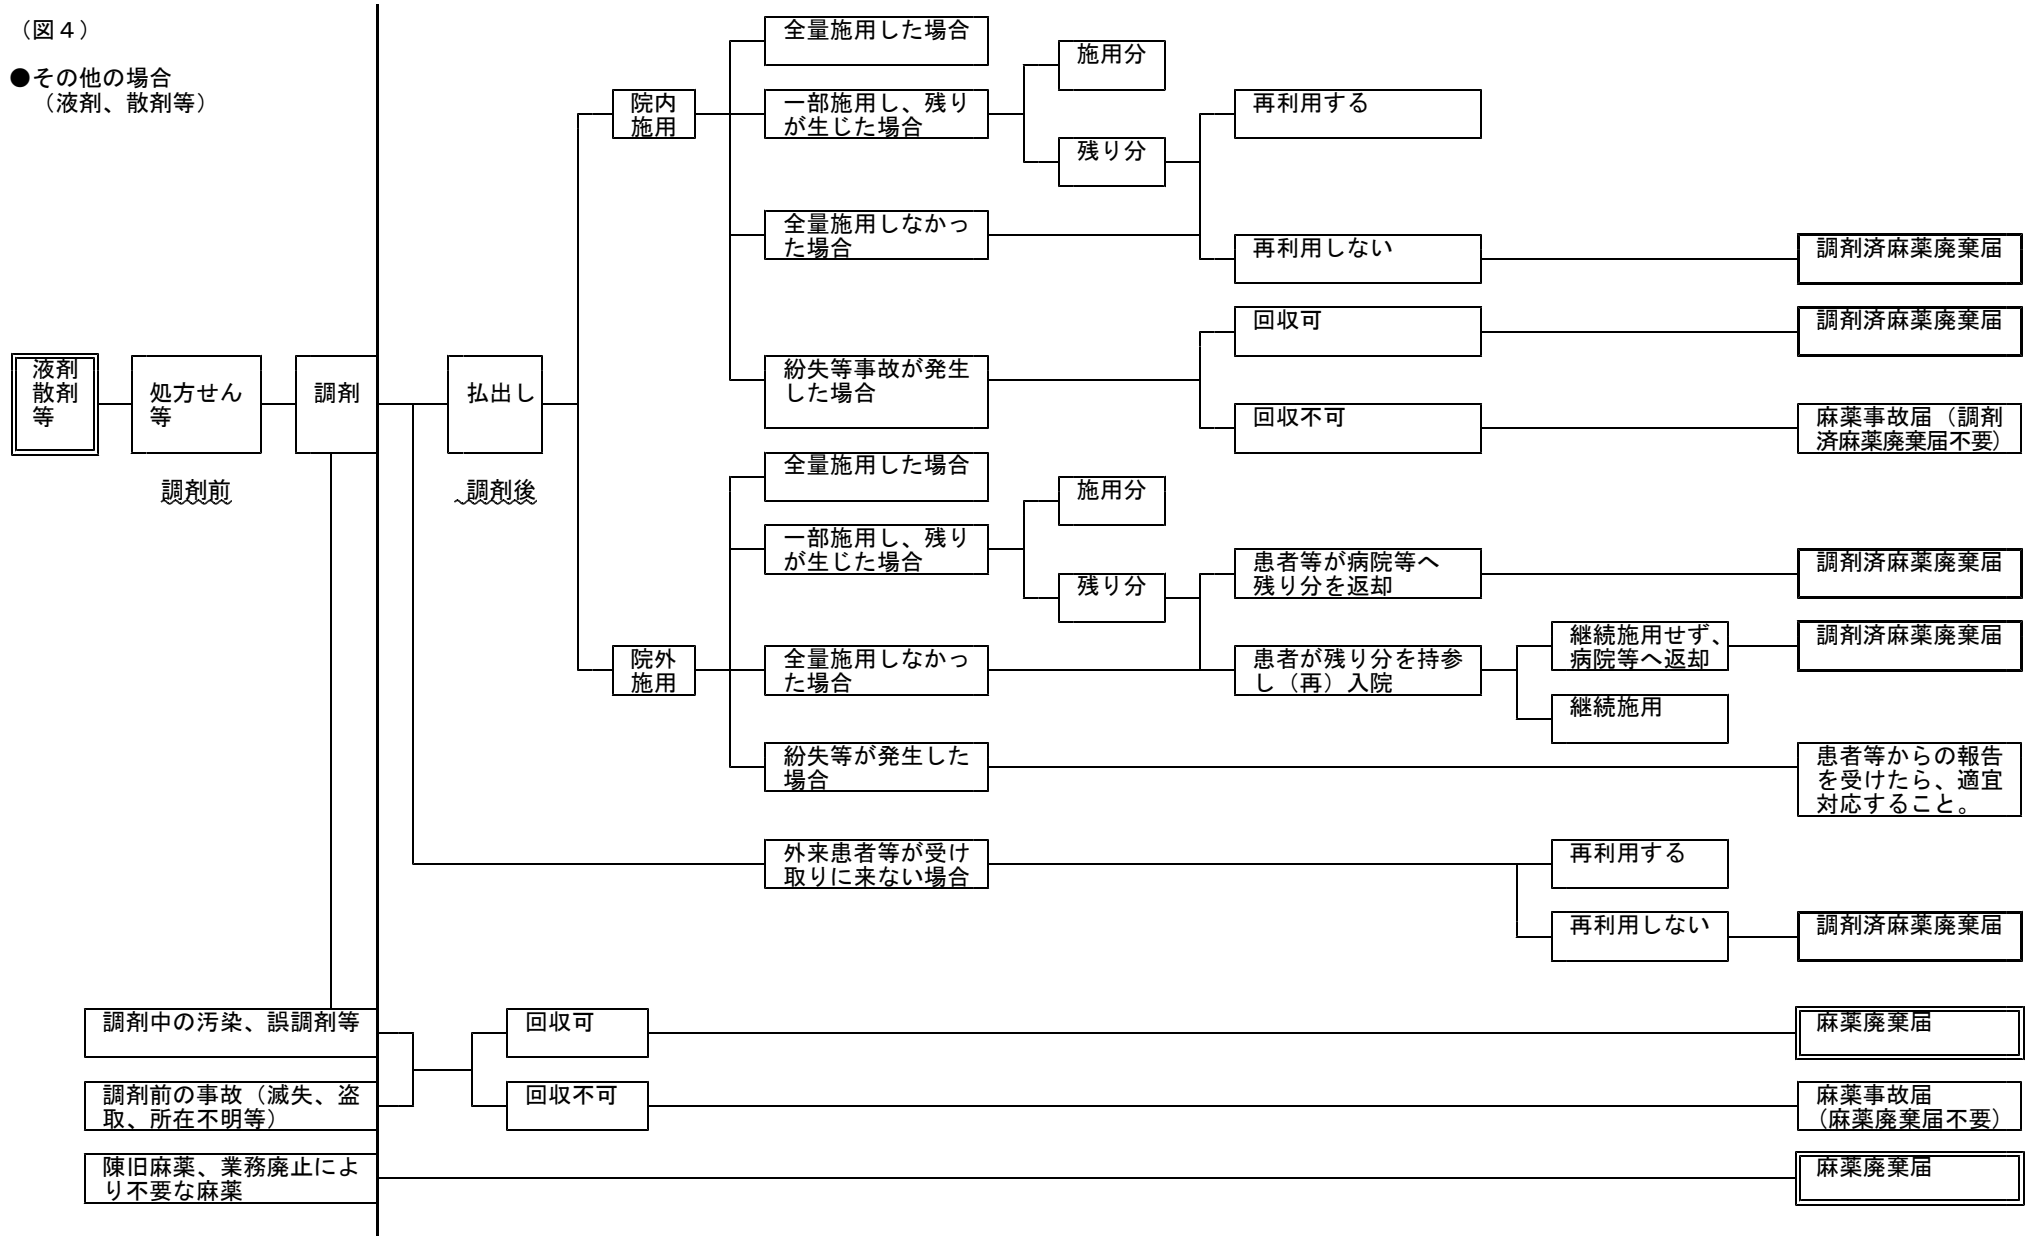 （図４）
●その他の場合
（液剤、散剤等）
全量施用した場合
施用分
院内
施用
一部施用し、残り
が生じた場合
再利用する
残り分
全量施用しなかっ
た場合
再利用しない
調剤済麻薬廃棄届
回収可
調剤済麻薬廃棄届
液剤
散剤
等
処方せん
等
調剤
払出し
紛失等事故が発生
した場合
回収不可
麻薬事故届（調剤
済麻薬廃棄届不要）
全量施用した場合
調剤前
調剤後
施用分
一部施用し、残り
が生じた場合
患者等が病院等へ
残り分を返却
調剤済麻薬廃棄届
残り分
継続施用せず、
病院等へ返却
調剤済麻薬廃棄届
院外
施用
全量施用しなかっ
た場合
患者が残り分を持参
し（再）入院
継続施用
紛失等が発生した
場合
患者等からの報告
を受けたら、適宜
対応すること。
外来患者等が受け
取りに来ない場合
再利用する
再利用しない
調剤済麻薬廃棄届
調剤中の汚染、誤調剤等
回収可
麻薬廃棄届
調剤前の事故（滅失、盗
取、所在不明等）
回収不可
麻薬事故届
（麻薬廃棄届不要）
陳旧麻薬、業務廃止によ
り不要な麻薬
麻薬廃棄届